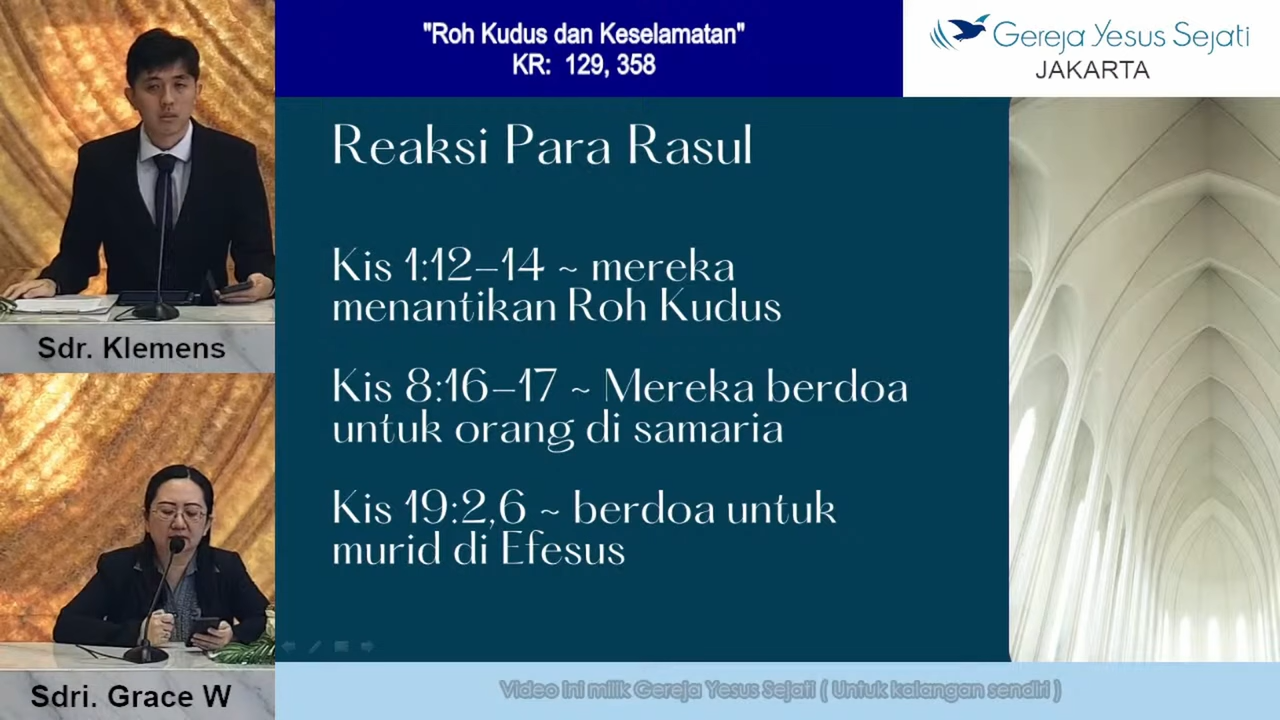 "Roh Kudus dan Keselamatan"
KR: 129, 358
Gereja Yesus Sejati
JAKARTA
Reaksi Para Rasul
Kis 1:12–14 ~ mereka
menantikan Roh Kudus
Kis 8:16–17 ~ Mereka berdoa
untuk orang di samaria
Kis 19:2,6 ~ berdoa untuk
murid di Efesus
Sdr. Klemens
Sdri. Grace W
Video ini milik Gereja Yesus Sejati ( Untuk kalangan sendiri )